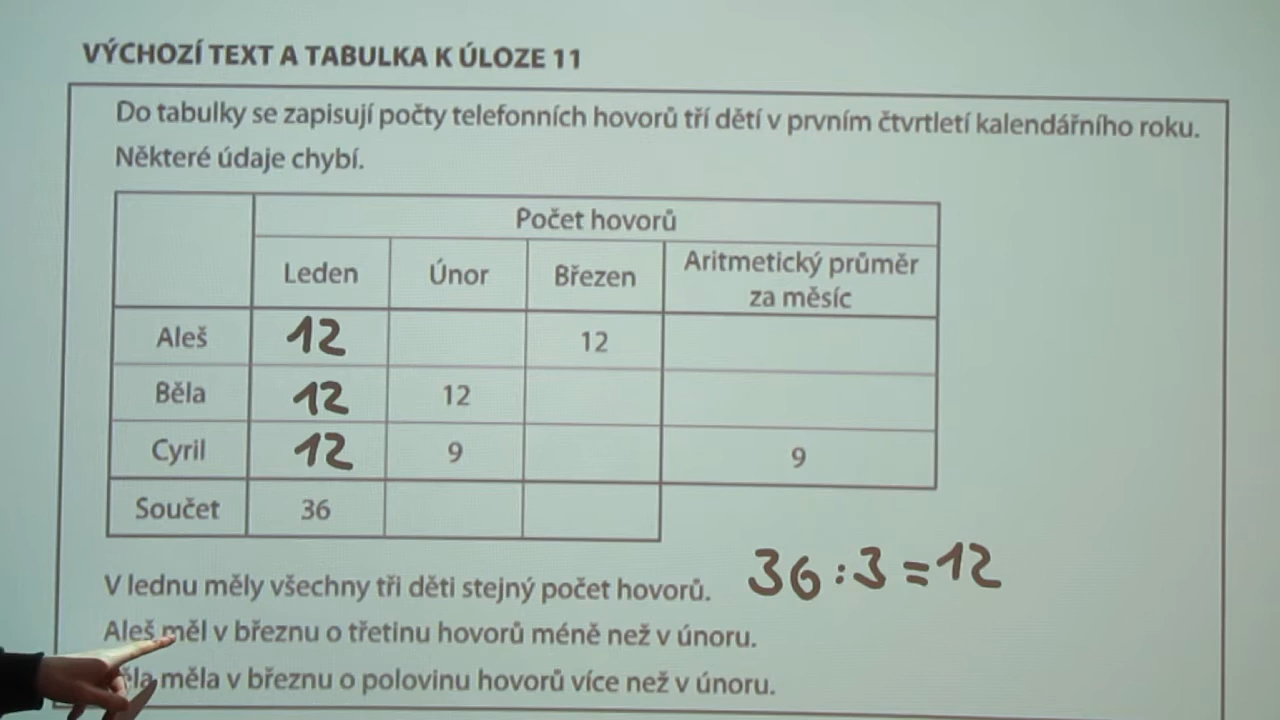 VÝCHOZÍ TEXT A TABULKA K ÚLOZE 11
Do tabulky se zapisují počty telefonních hovorů tří dětí v prvním čtvrtletí kalendářního roku.
Některé údaje chybí.
Počet hovorů
Leden Únor Březen Aritmetický průměr
za měsíc
Aleš 12 12
Běla 12 12
Cyril 12 9 9
Součet 36
36:3=12
V lednu měly všechny tři děti stejný počet hovorů.
Aleš měl v březnu o třetinu hovorů méně než v únoru.
měla v březnu o polovinu hovorů více než v únoru.